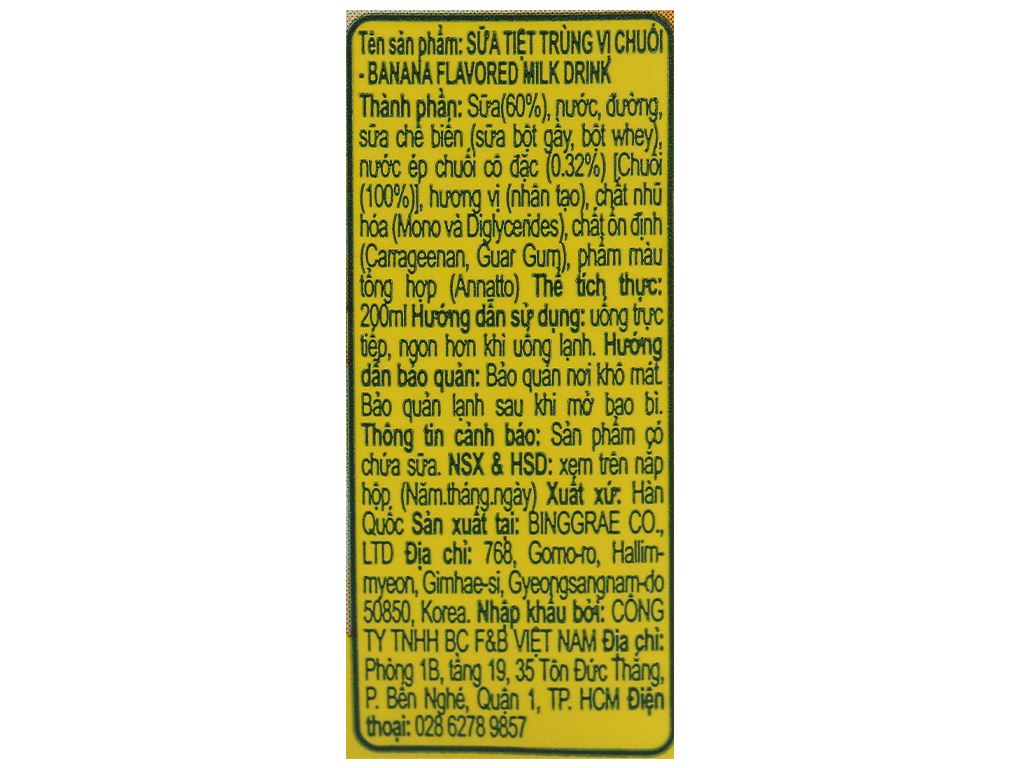 Tên sản phẩm: SỮA TIỆT TRÙNG VỊ CHUỐI
- BANANA FLAVORED MILK DRINK
Thành phần: Sữa(60%), nước, đường,
sữa chế biến (sữa bột gầy, bột whey),
nước ép chuối cô đặc (0.32%) [Chuối
(100%)], hương vị (nhân tạo), chất nhũ
hóa (Mono và Diglycerides), chất ổn định
(Carrageenan, Guar Gum), phẩm màu
tổng hợp (Annatto) Thể tích thực:
200ml Hướng dẫn sử dụng: uống trực
tiếp, ngon hơn khi uống lạnh. Hướng
dẫn bảo quản: Bảo quản nơi khô mát.
Bảo quản lạnh sau khi mở bao bì.
Thông tin cảnh báo: Sản phẩm có
chứa sữa. NSX & HSD: xem trên nắp
hộp, (Năm.tháng.ngày) Xuất xứ: Hàn
Quốc Sản xuất tại: BINGGRAE CO.,
LTD Địa chỉ: 768, Gomo-ro, Hallim-
myeon, Gimhae-si, Gyeongsangnam-do
50850, Korea. Nhập khẩu bởi: CÔNG
TY TNHH BC F&B VIỆT NAM Địa chỉ:
Phòng 1B, tầng 19, 35 Tôn Đức Thắng,
P. Bến Nghé, Quận 1, TP. HCM Điện
thoại: 028 6278 9857